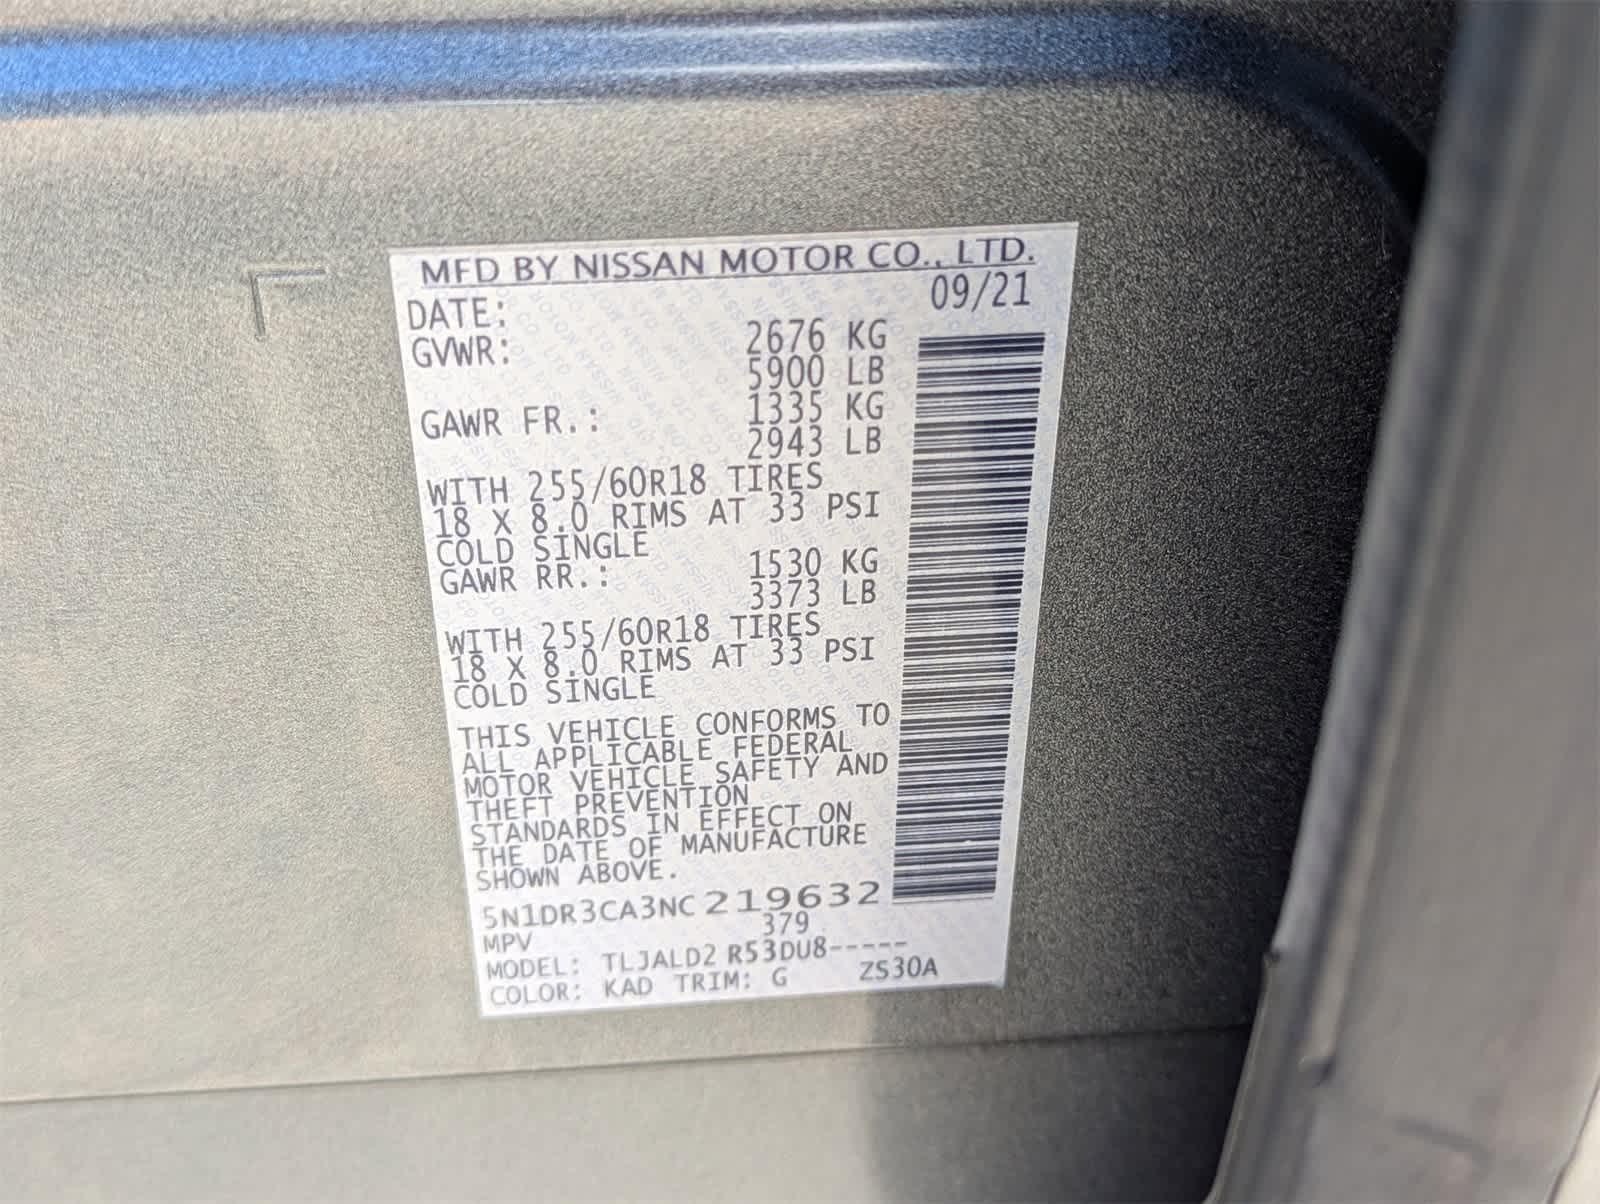 MFD BY NISSAN MOTOR CO., LTD.
DATE: 09/21
GVWR: 2676 KG
5900 LB
GAWR FR.: 1335 KG
2943 LB
WITH 255/60R18 TIRES
18 X 8.0 RIMS AT 33 PSI
COLD SINGLE
GAWR RR.: 1530 KG
3373 LB
WITH 255/60R18 TIRES
18 X 8.0 RIMS AT 33 PSI
COLD SINGLE
THIS VEHICLE CONFORMS TO
ALL APPLICABLE FEDERAL
MOTOR VEHICLE SAFETY AND
THEFT PREVENTION
STANDARDS IN EFFECT ON
THE DATE OF MANUFACTURE
SHOWN ABOVE.
5N1DR3CA3NC219632
MPV 379
MODEL: TLJALD2 R53DU8-----
COLOR: KAD TRIM: G ZS30A